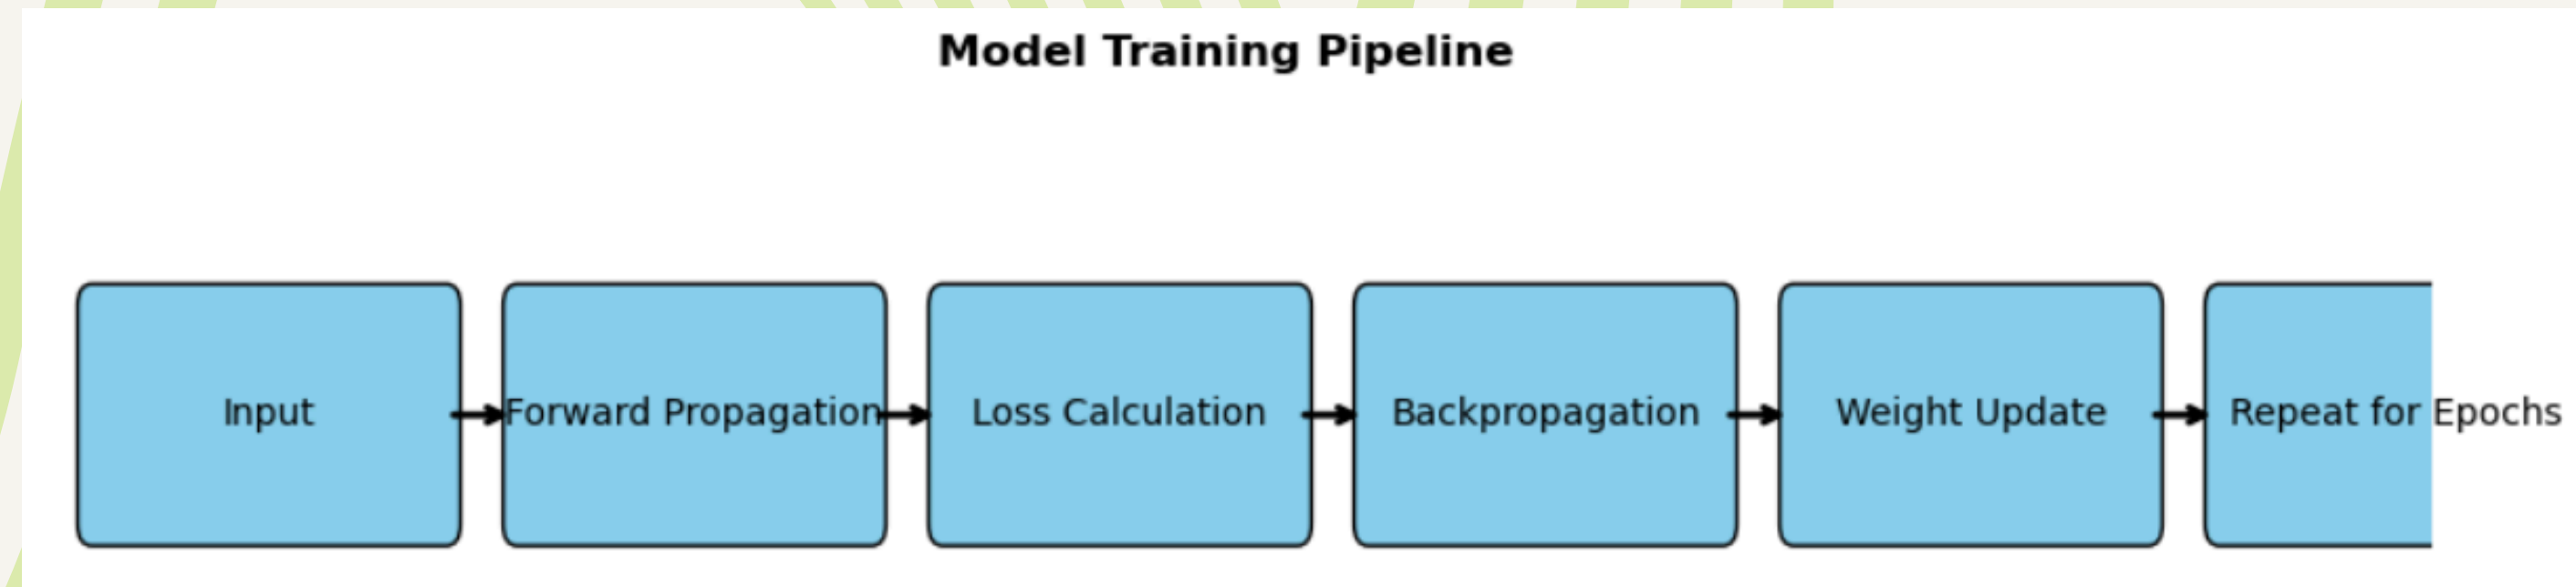 Model Training Pipeline
Input
Forward Propagation
Loss Calculation
Backpropagation
Weight Update
Repeat for Epochs